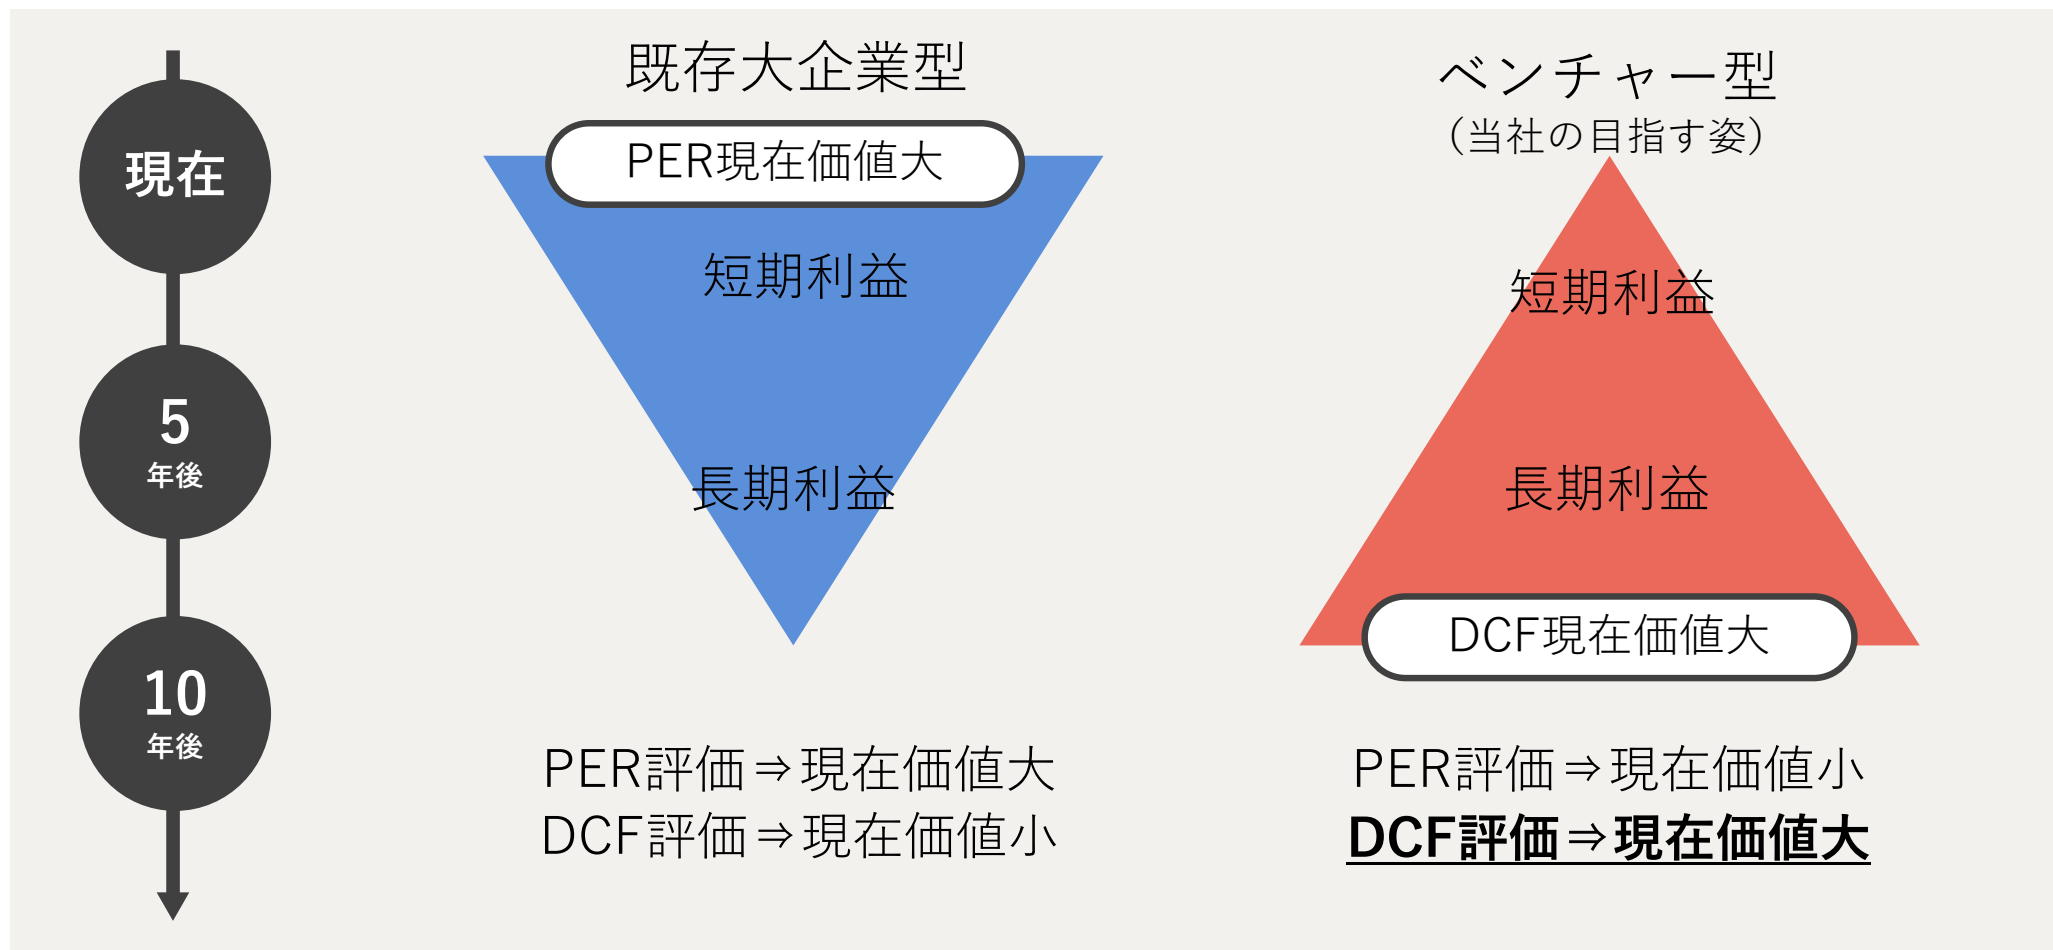 現在
5
年後
10
年後
既存大企業型
PER現在価値大
短期利益
長期利益
PER評価⇒現在価値大
DCF評価⇒現在価値小
ベンチャー型
（当社の目指す姿）
短期利益
長期利益
DCF現在価値大
PER評価⇒現在価値小
DCF評価⇒現在価値大